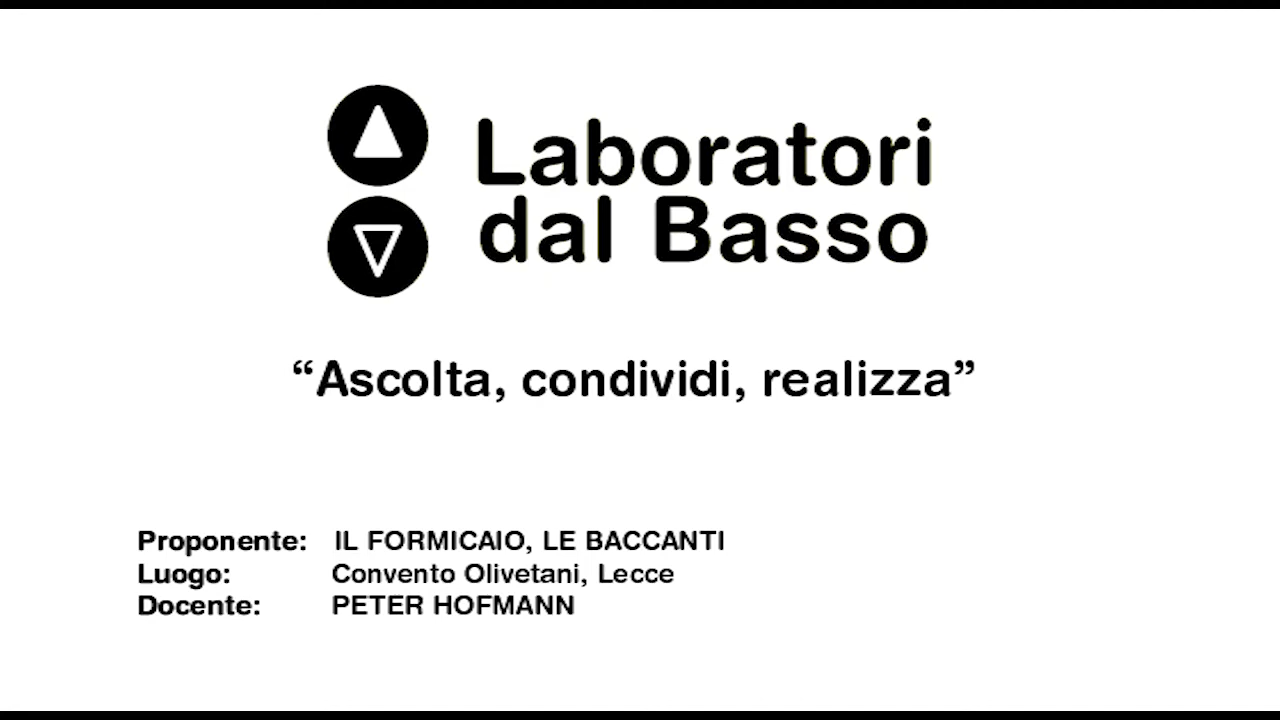 Laboratori
dal Basso
“Ascolta, condividi, realizza”
Proponente: IL FORMICAIO, LE BACCANTI
Luogo: Convento Olivetani, Lecce
Docente: PETER HOFMANN